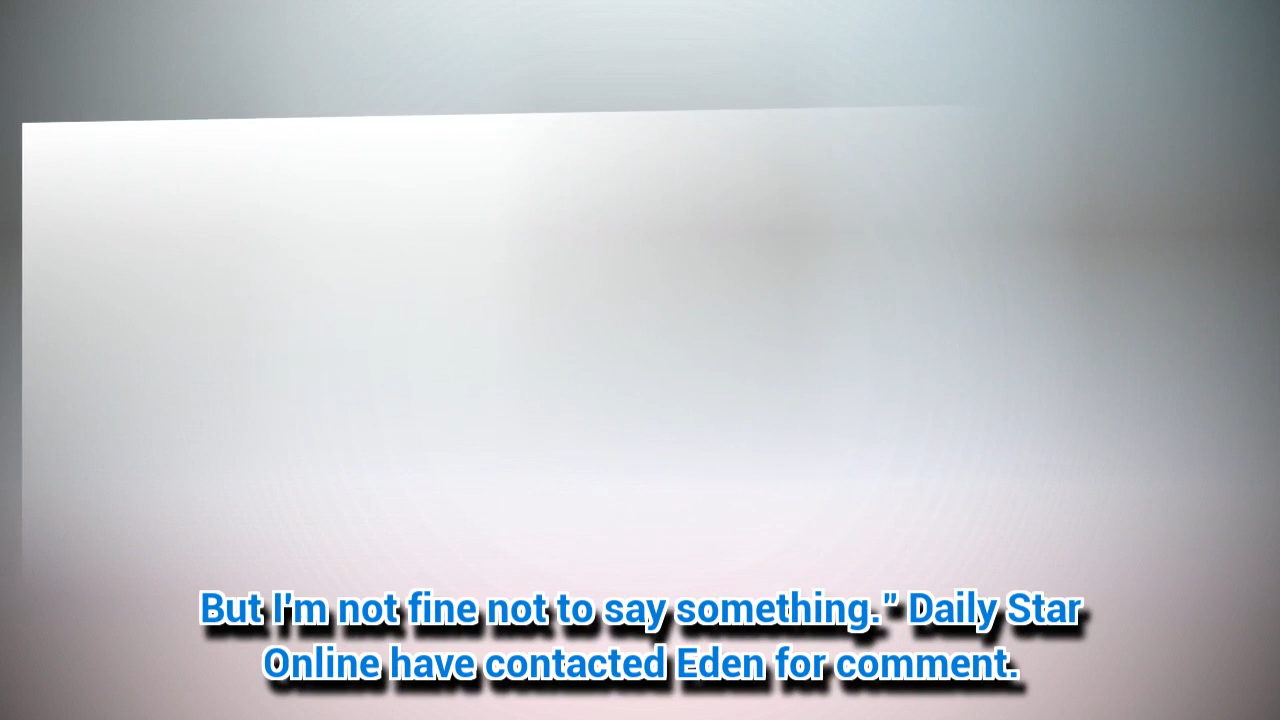 But I'm not fine not to say something." Daily Star
Online have contacted Eden for comment.